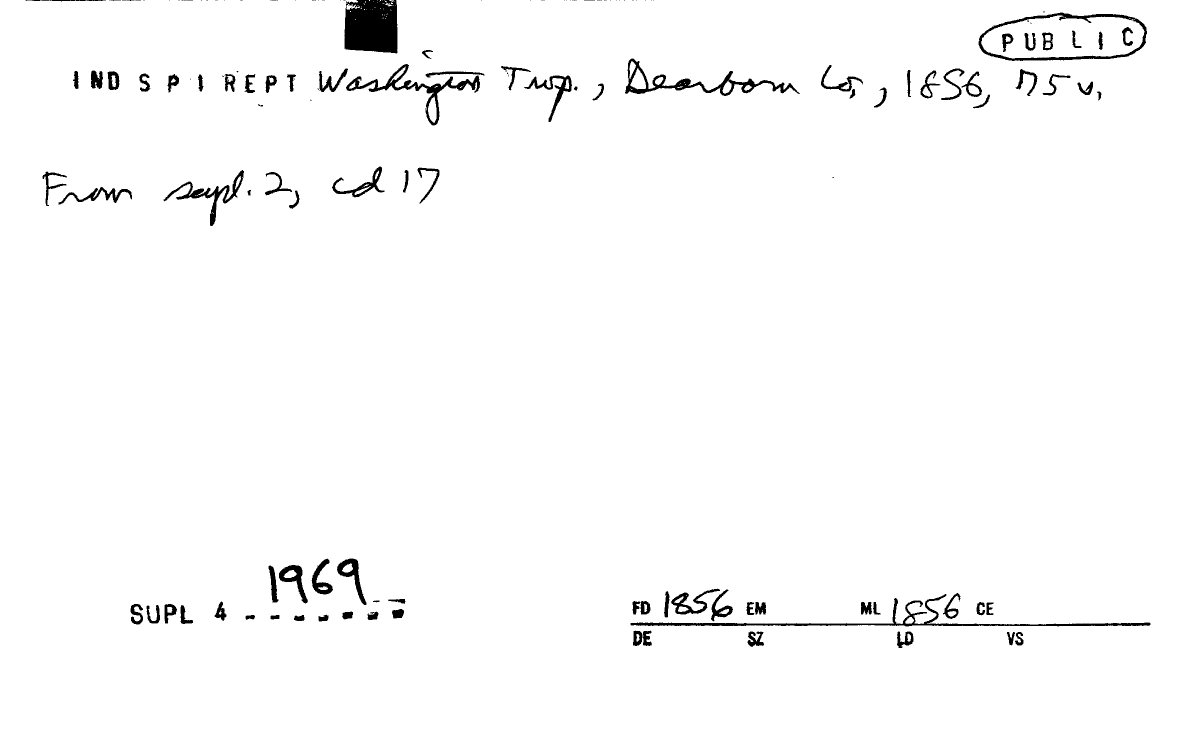 PUBLIC
IND SPI REPT Washington Twp., Dearborn Co., 1856, 175 v.
From supl. 2, cd 17
1969
SUPL 4
FD 1856 EM ML 1856 CE
DE SZ LD VS